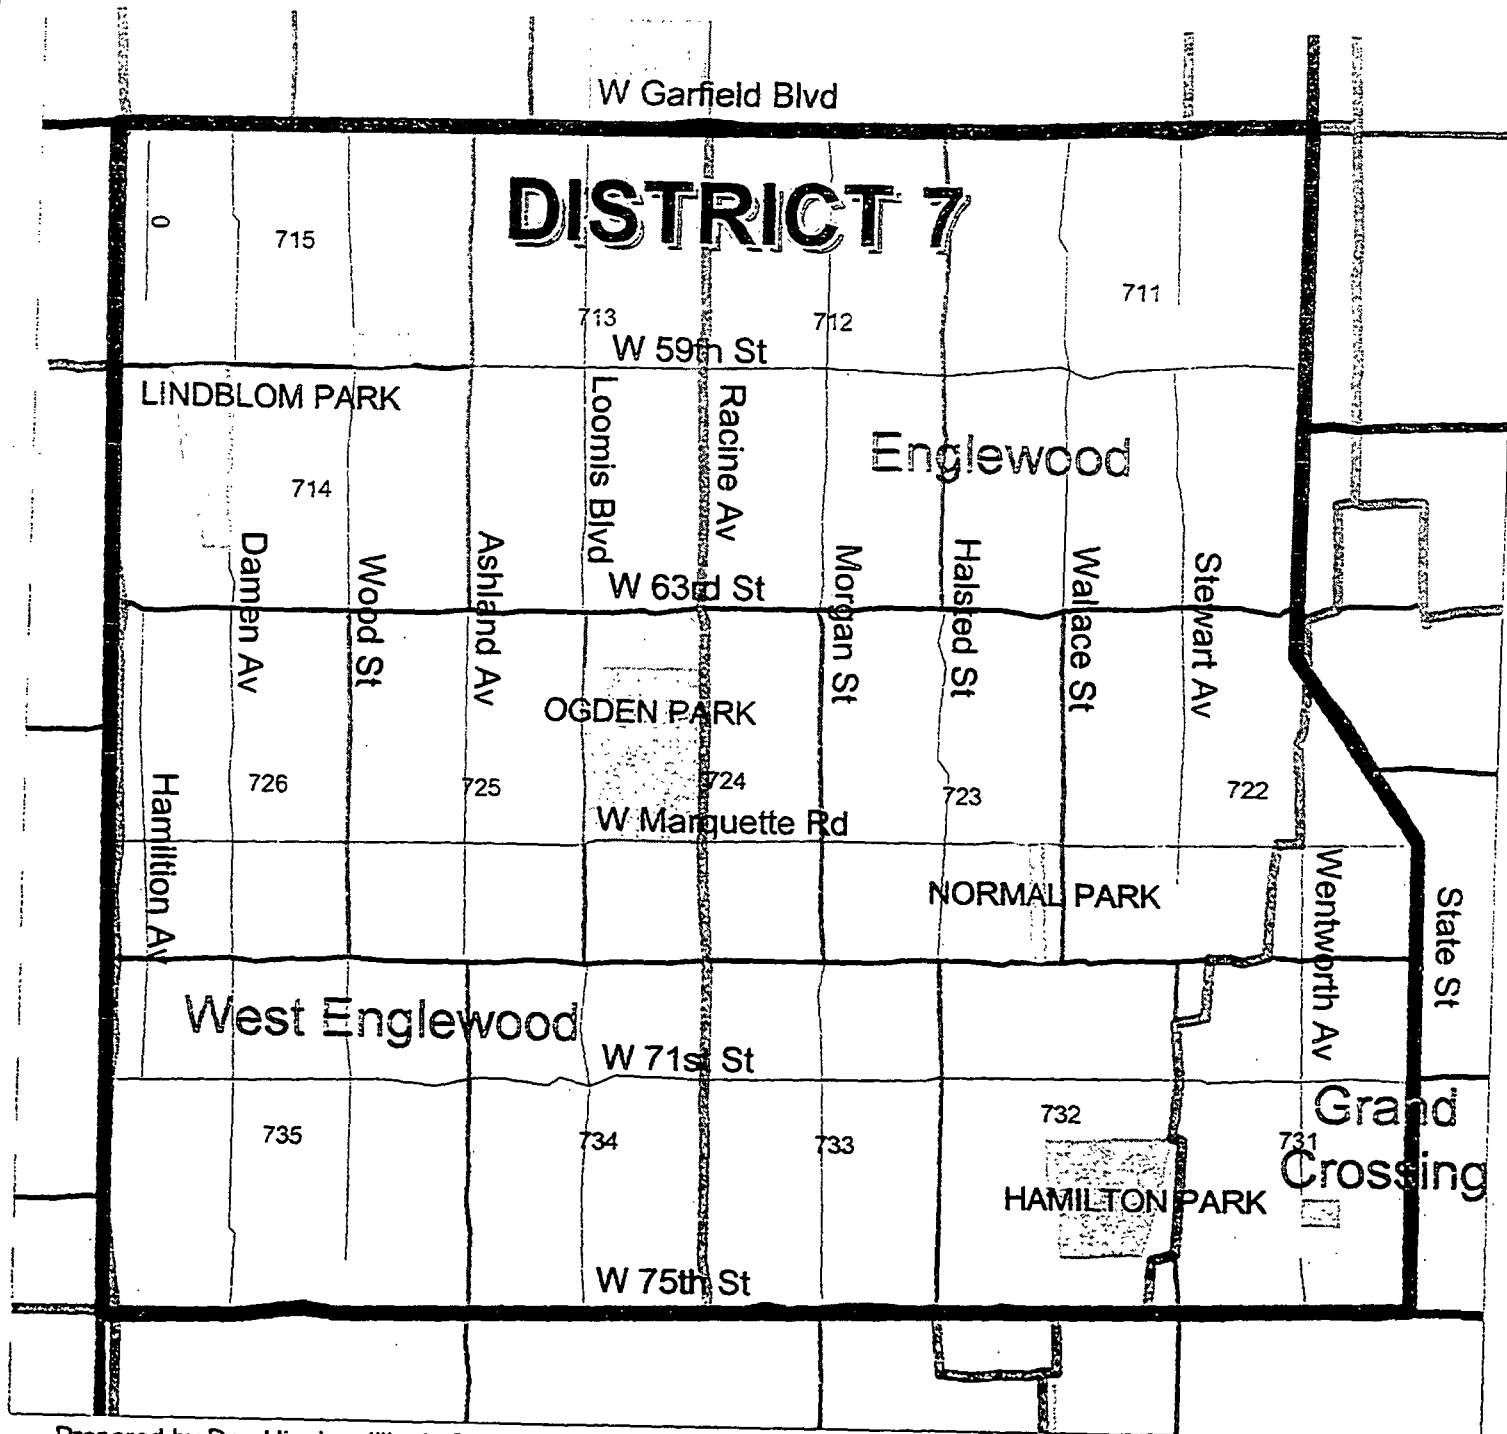 W Garfield Blvd
DISTRICT 7
0
715
711
713
712
W 59th St
LINDBLOM PARK
Loomis Blvd
Racine Av
Englewood
714
Damen Av
Wood St
Ashland Av
W 63rd St
Morgan St
Halsted St
Wallace St
Stewart Av
OGDEN PARK
Hamiltion Av
726
725
724
723
722
W Marquette Rd
NORMAL PARK
Wentworth Av
State St
West Englewood
W 71st St
Grand
Crossing
735
734
733
732
731
HAMILTON PARK
W 75th St
Prepared by